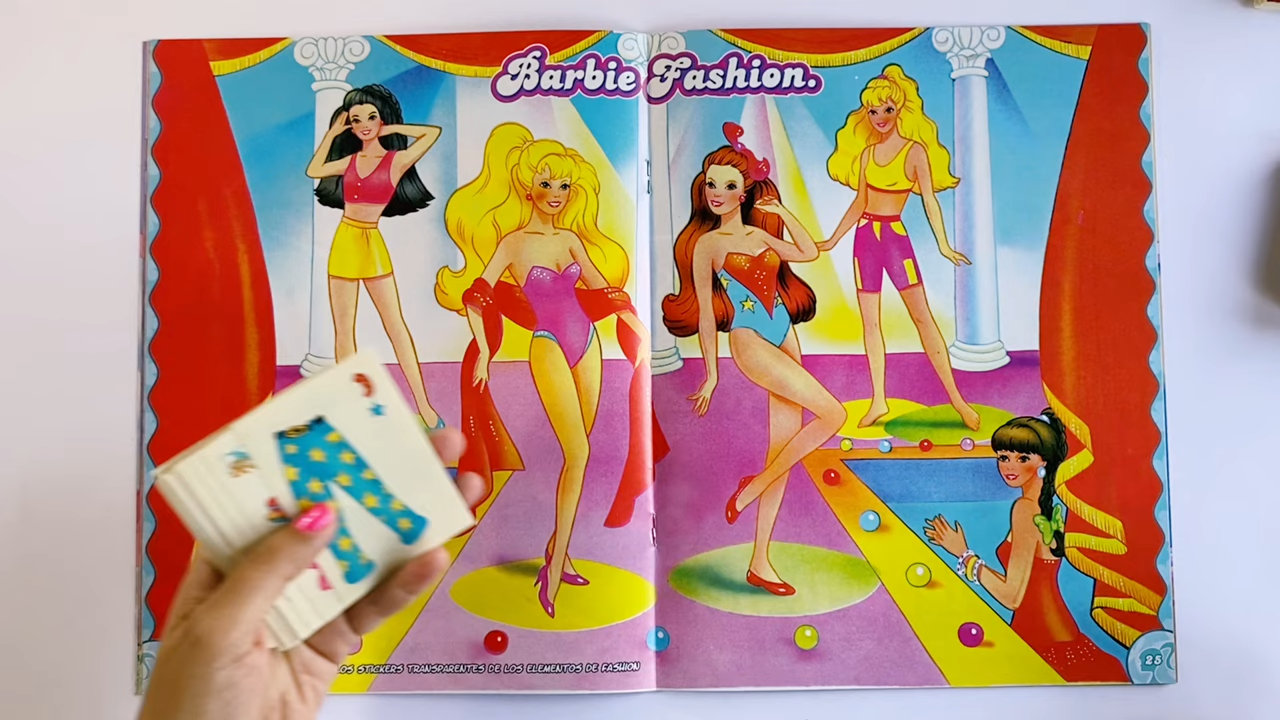 Barbie Fashion.
LOS STICKERS TRANSPARENTES DE LOS ELEMENTOS DE FASHION
25